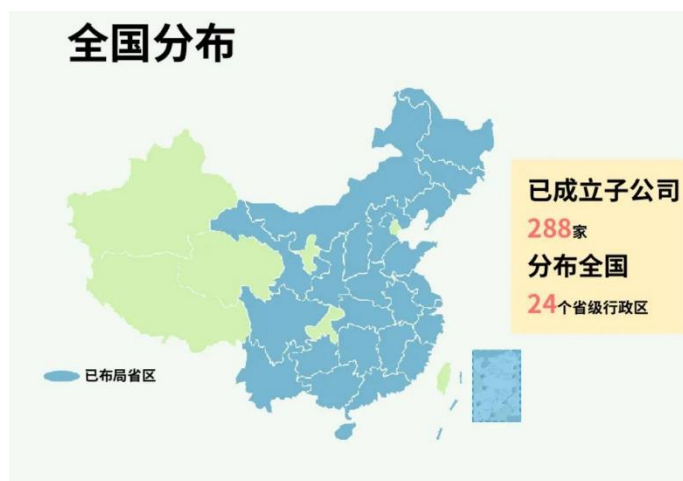 全国分布
已成立子公司
288家
分布全国
24个省级行政区
已布局省区